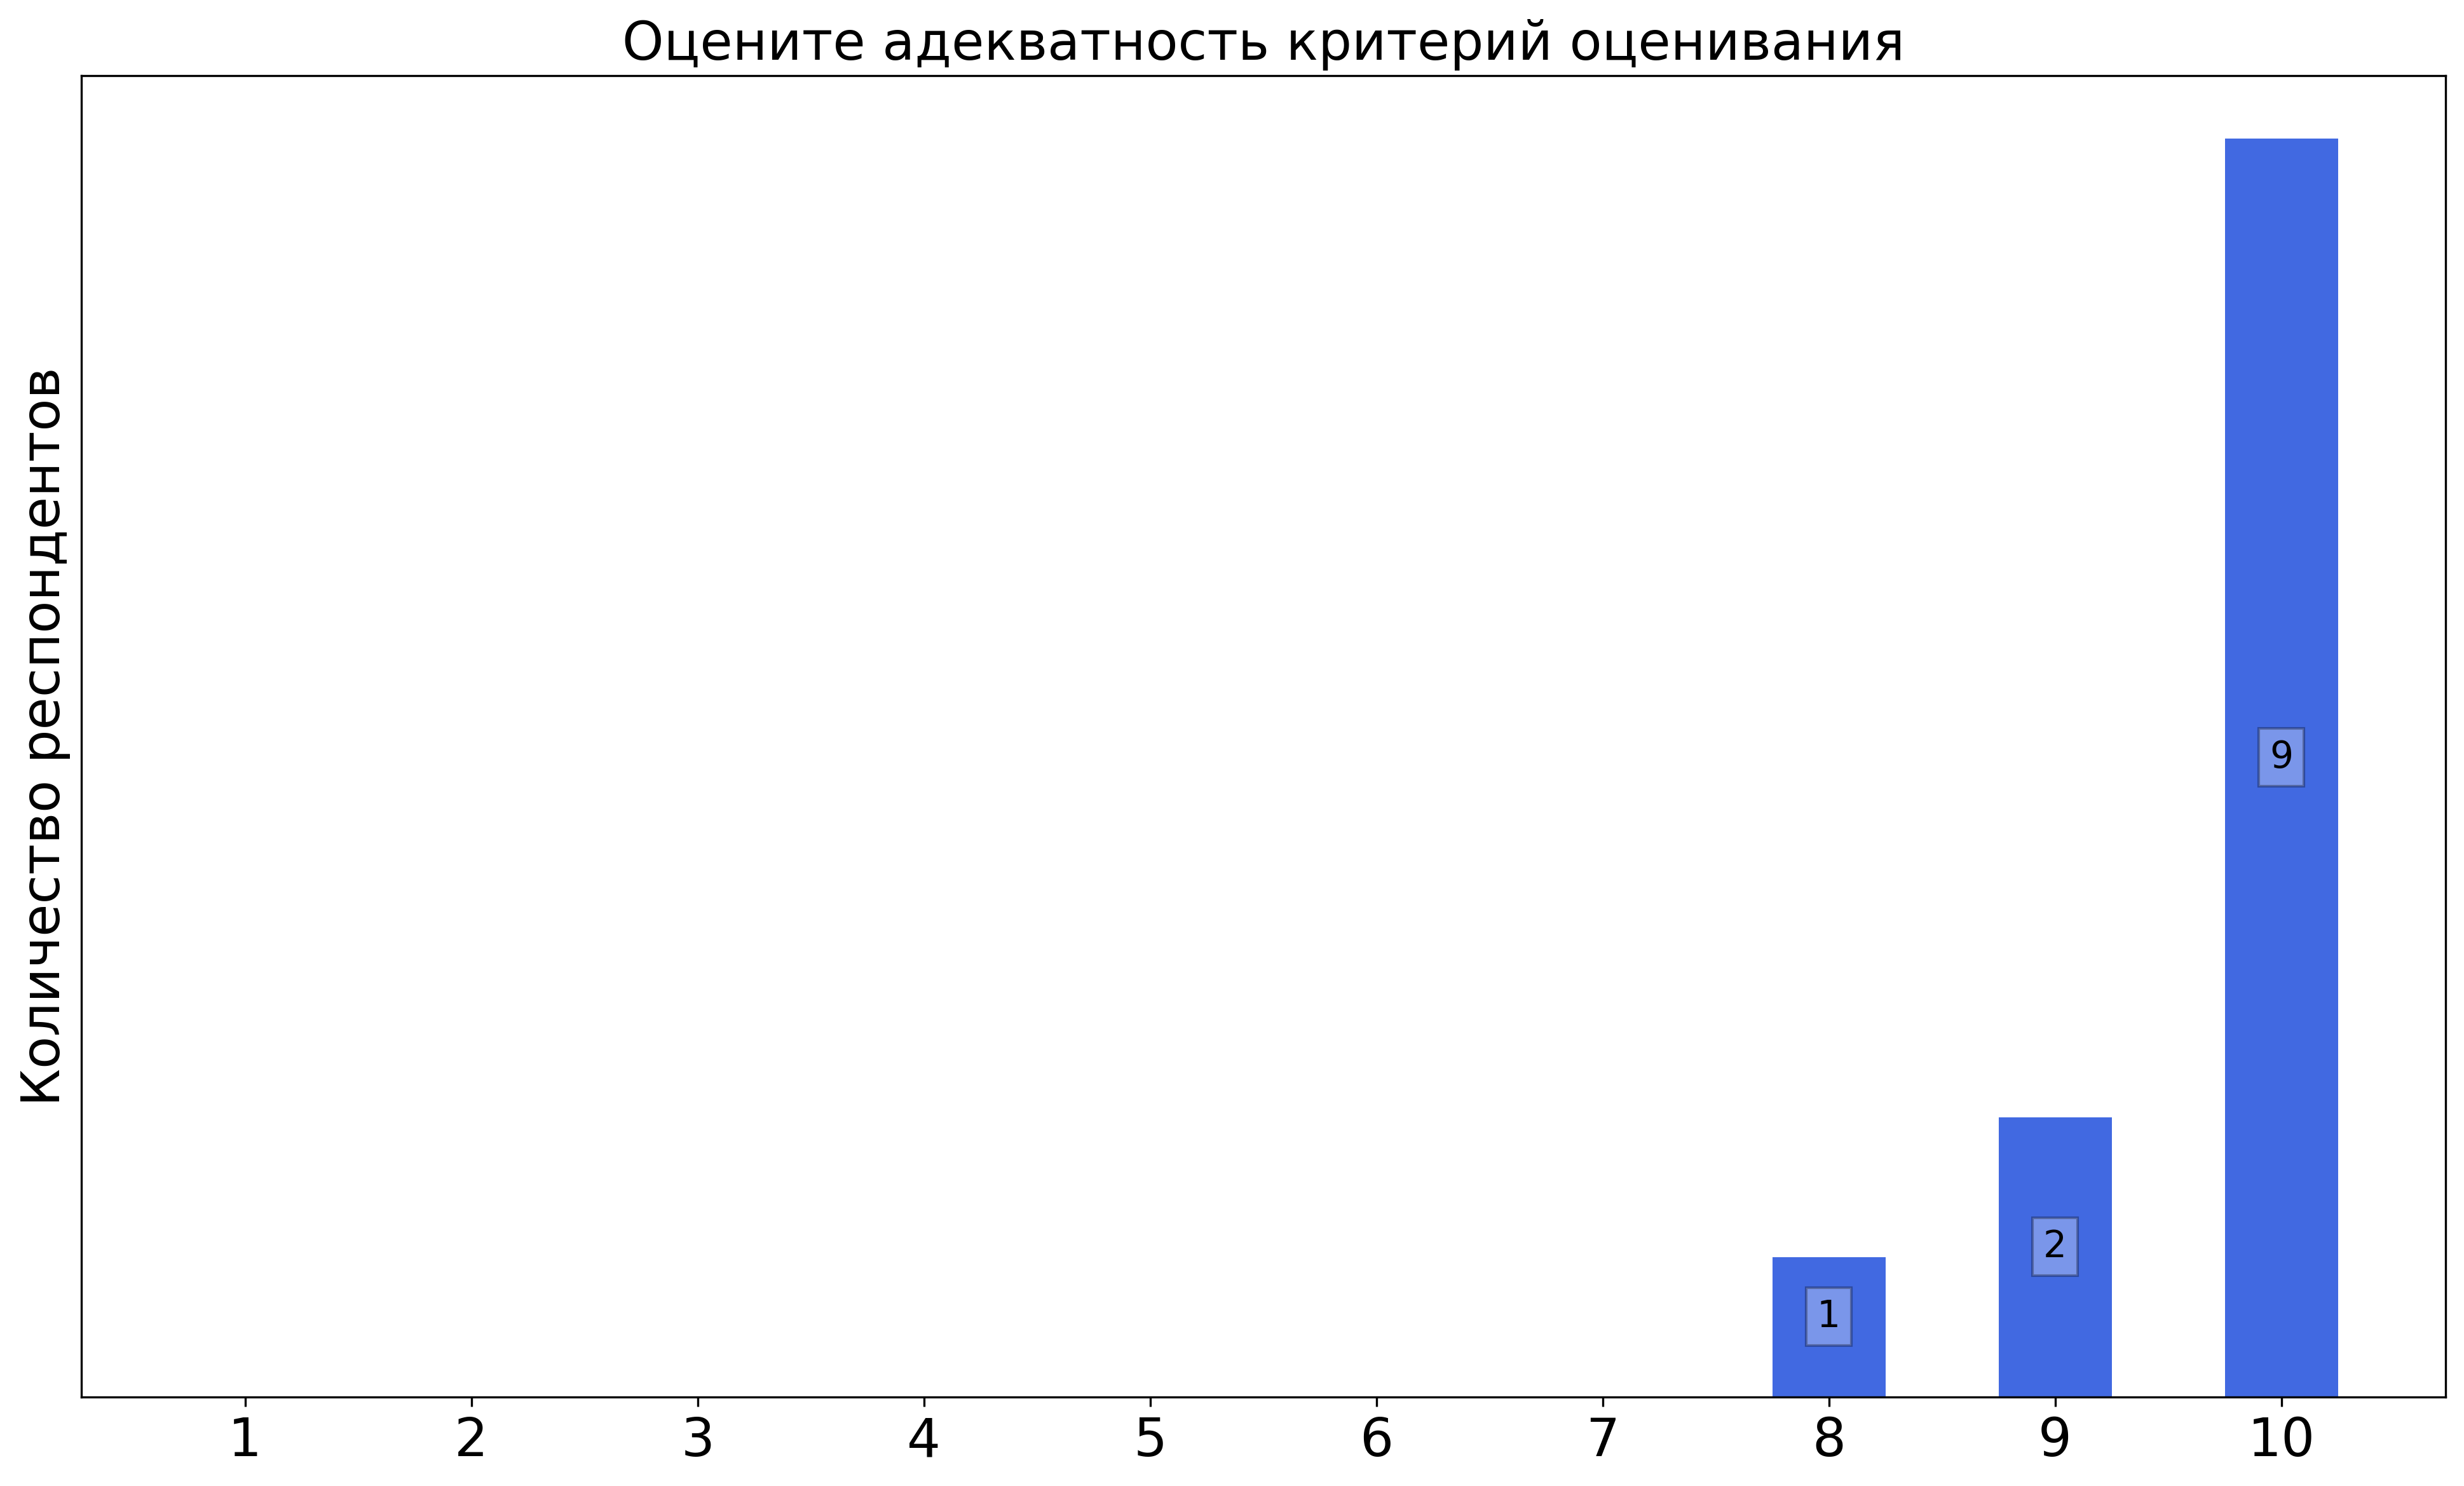 Оцените адекватность критерий оценивания
Количество респондентов
9
2
1
1 2 3 4 5 6 7 8 9 10